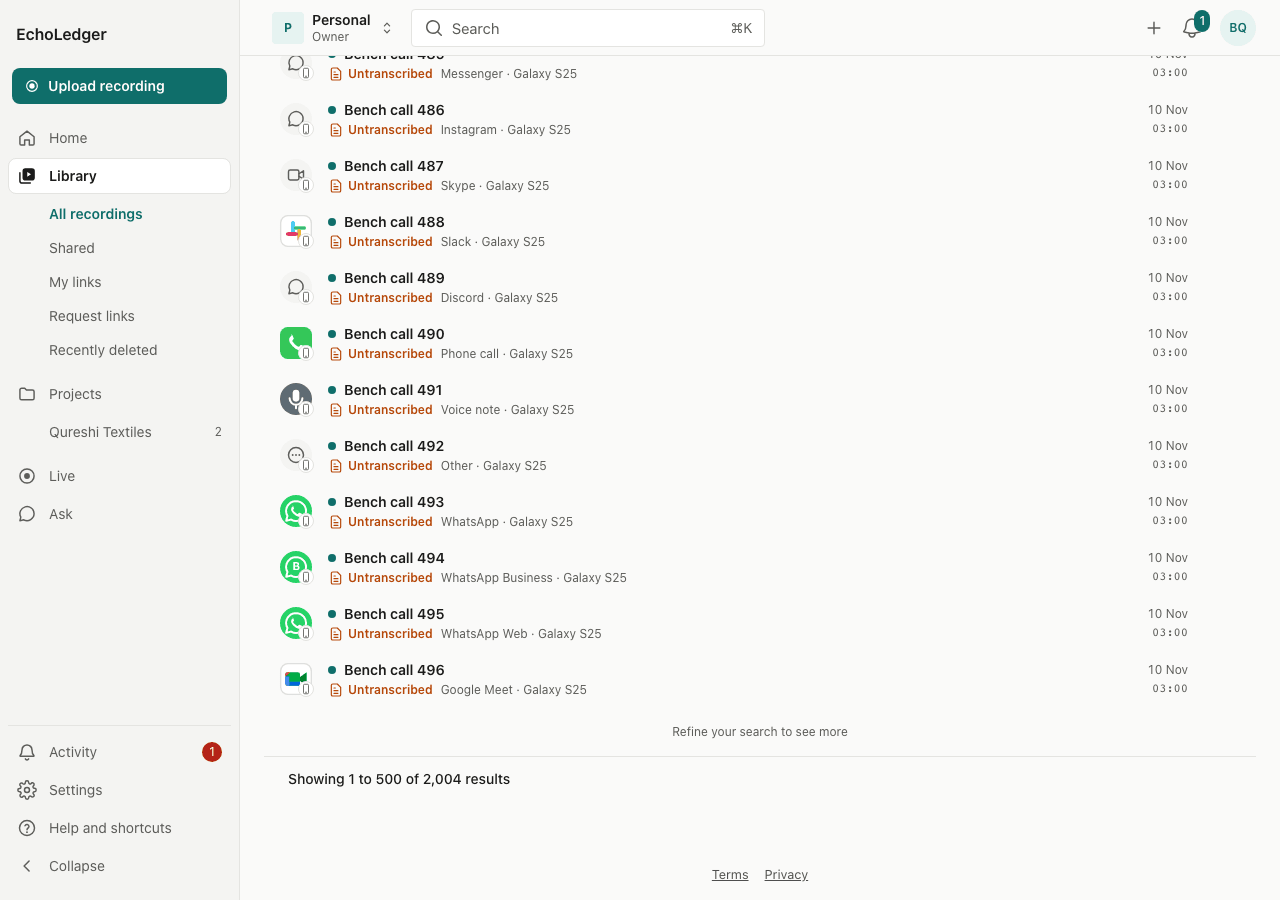 EchoLedger
Upload recording
Home
Library
All recordings
Shared
My links
Request links
Recently deleted
Projects
Qureshi Textiles 2
Live
Ask
Activity 1
Settings
Help and shortcuts
Collapse
P
Personal
Owner
Search ⌘K
1
BQ
Bench call 485 10 Nov
Untranscribed Messenger · Galaxy S25 03:00
Bench call 486 10 Nov
Untranscribed Instagram · Galaxy S25 03:00
Bench call 487 10 Nov
Untranscribed Skype · Galaxy S25 03:00
Bench call 488 10 Nov
Untranscribed Slack · Galaxy S25 03:00
Bench call 489 10 Nov
Untranscribed Discord · Galaxy S25 03:00
Bench call 490 10 Nov
Untranscribed Phone call · Galaxy S25 03:00
Bench call 491 10 Nov
Untranscribed Voice note · Galaxy S25 03:00
Bench call 492 10 Nov
Untranscribed Other · Galaxy S25 03:00
Bench call 493 10 Nov
Untranscribed WhatsApp · Galaxy S25 03:00
Bench call 494 10 Nov
Untranscribed WhatsApp Business · Galaxy S25 03:00
Bench call 495 10 Nov
Untranscribed WhatsApp Web · Galaxy S25 03:00
Bench call 496 10 Nov
Untranscribed Google Meet · Galaxy S25 03:00
Refine your search to see more
Showing 1 to 500 of 2,004 results
Terms Privacy